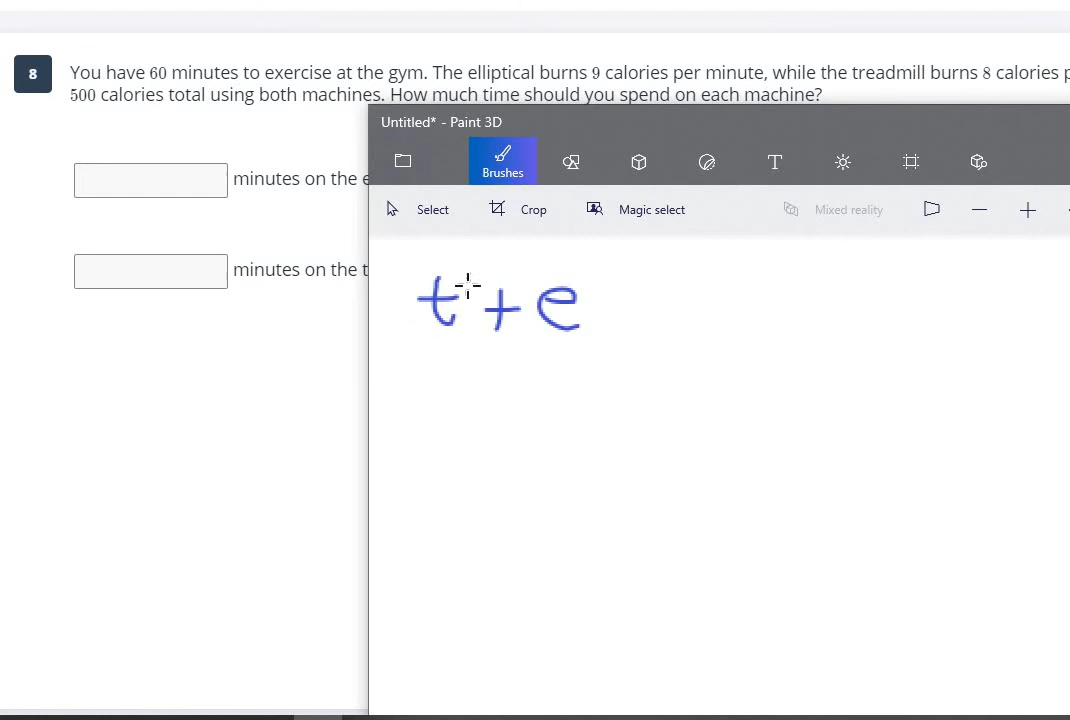 8
You have 60 minutes to exercise at the gym. The elliptical burns 9 calories per minute, while the treadmill burns 8 calories
500 calories total using both machines. How much time should you spend on each machine?
Untitled* - Paint 3D
Brushes
minutes on the
Select
Crop
Magic select
Mixed reality
minutes on the
t + e